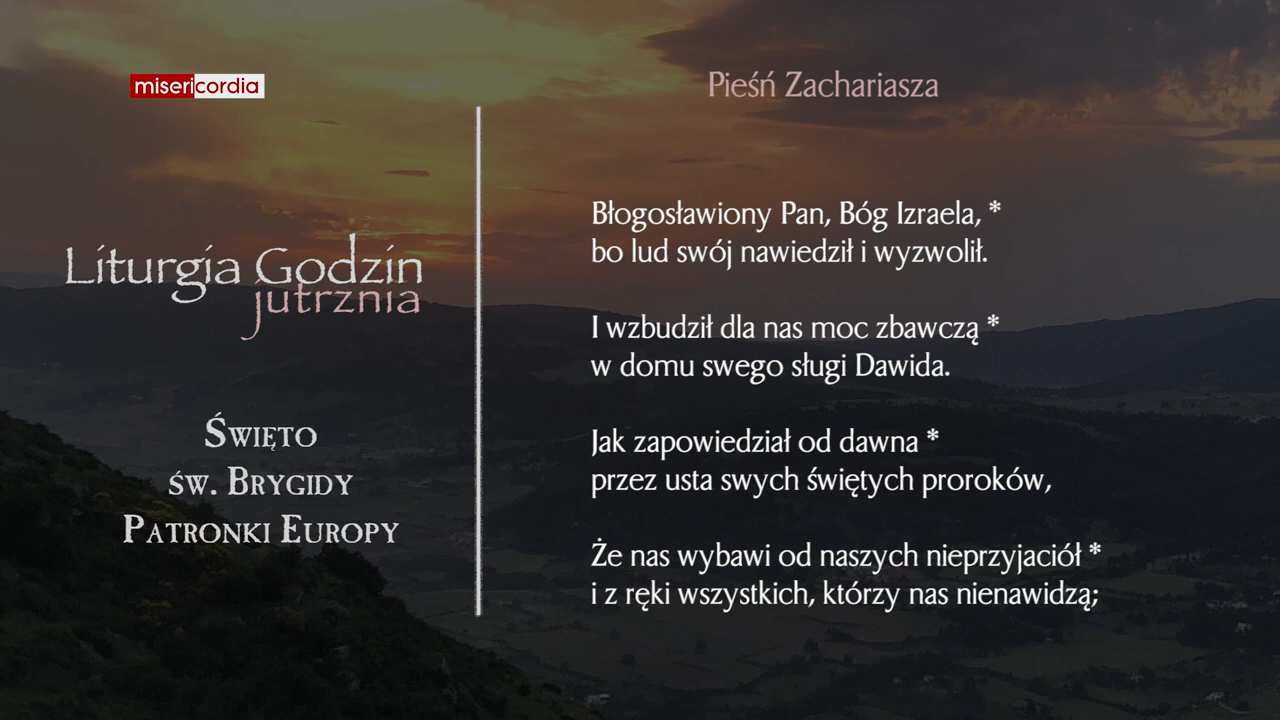 misericordia
Liturgia Godzin
jutrznia
Święto
św. Brygidy
Patronki Europy
Pieśń Zachariasza
Błogosławiony Pan, Bóg Izraela, *
bo lud swój nawiedził i wyzwolił.
I wzbudził dla nas moc zbawczą *
w domu swego sługi Dawida.
Jak zapowiedział od dawna *
przez usta swych świętych proroków,
Że nas wybawi od naszych nieprzyjaciół *
i z ręki wszystkich, którzy nas nienawidzą;